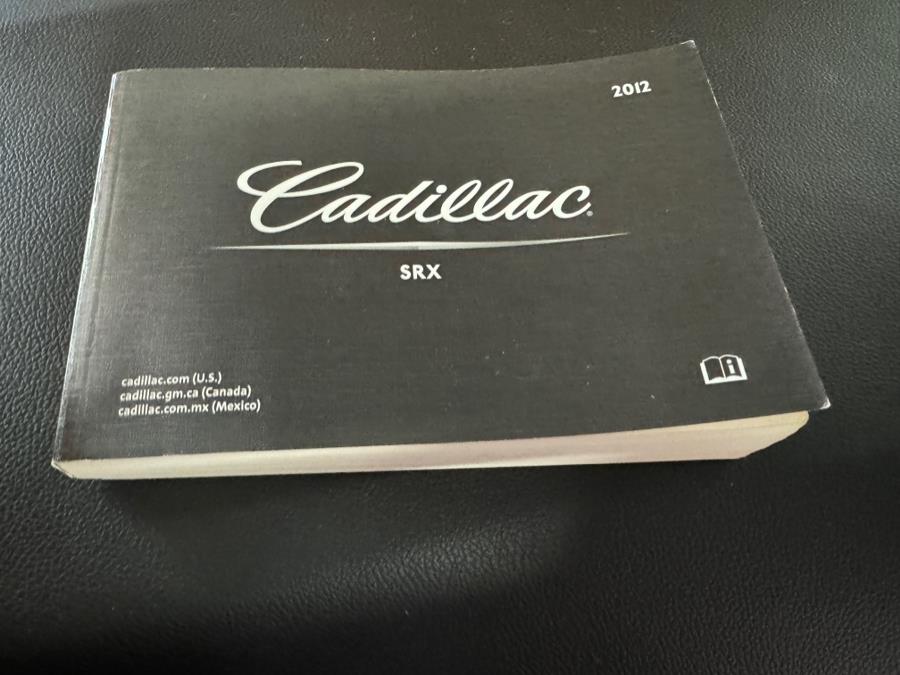 2012
Cadillac®
SRX
cadillac.com (U.S.)
cadillac.gm.ca (Canada)
cadillac.com.mx (Mexico)
i